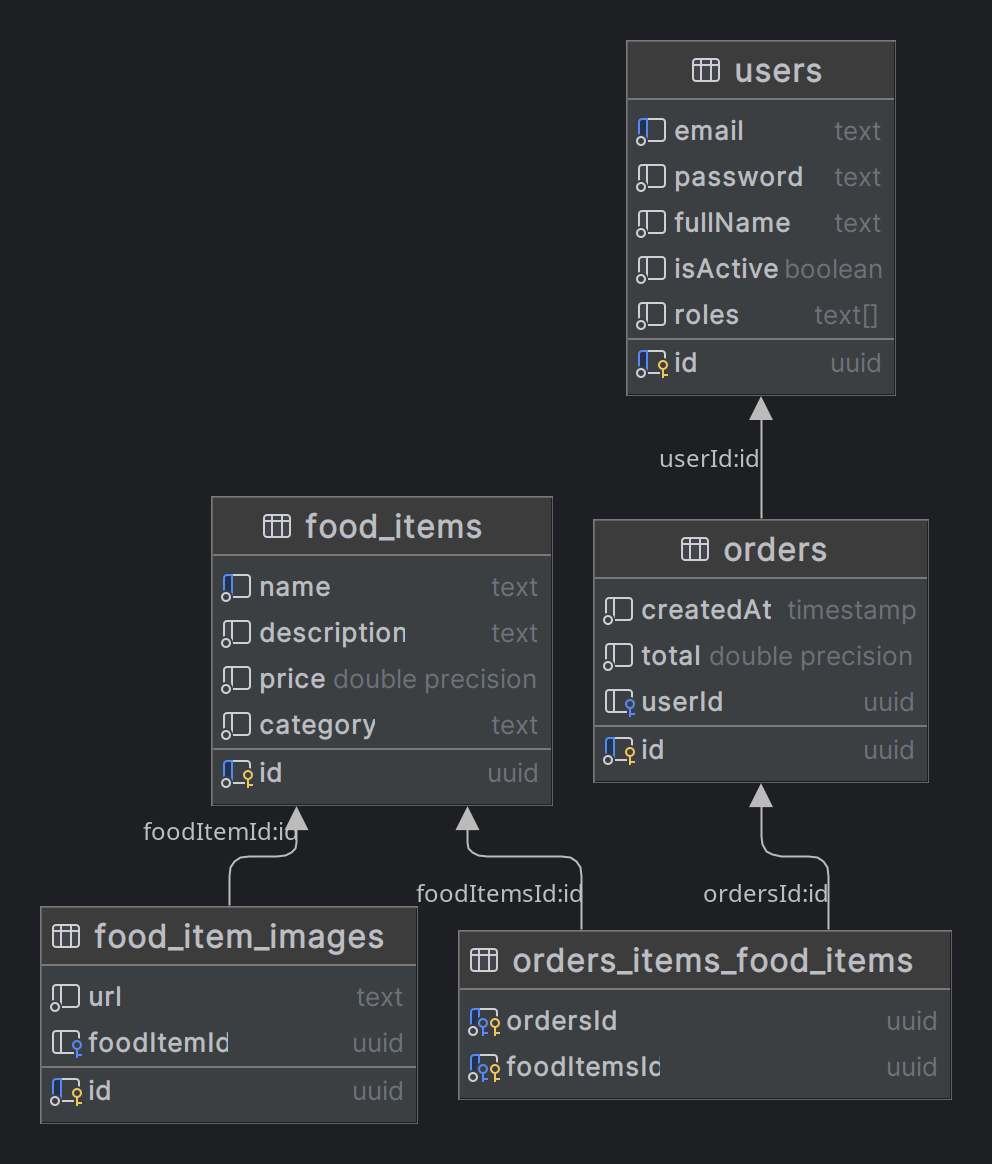 users
email text
password text
fullName text
isActive boolean
roles text[]
id uuid
userId:id
food_items
name text
description text
price double precision
category text
id uuid
orders
createdAt timestamp
total double precision
userId uuid
id uuid
foodItemId:id
foodItemsId:id
ordersId:id
food_item_images
url text
foodItemId uuid
id uuid
orders_items_food_items
ordersId uuid
foodItemsId uuid